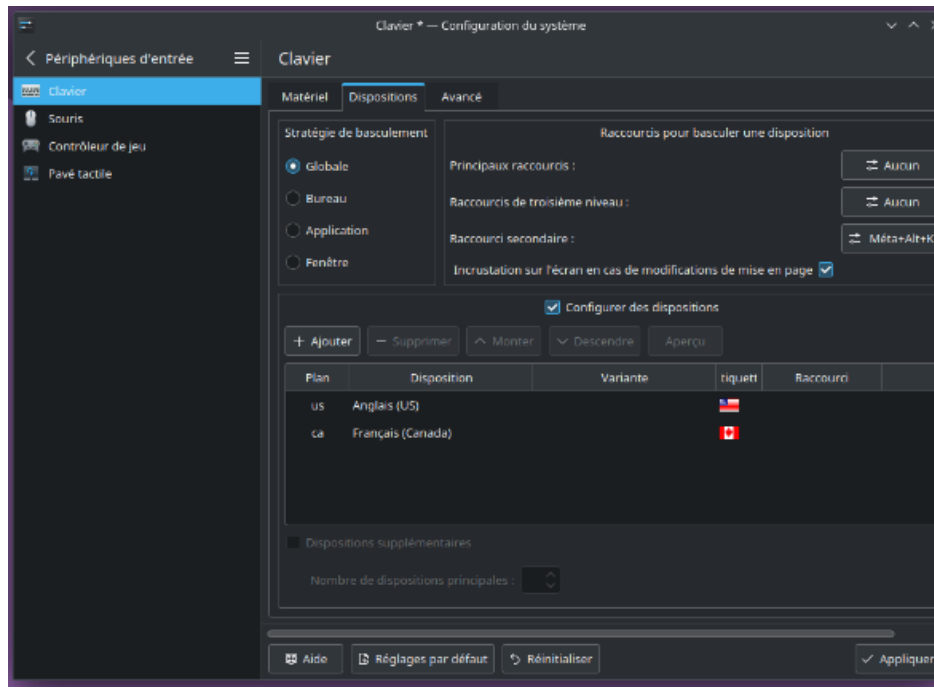 Clavier * — Configuration du système
Périphériques d'entrée
Clavier
Clavier
Souris
Contrôleur de jeu
Pavé tactile
Matériel
Dispositions
Avancé
Stratégie de basculement
Globale
Bureau
Application
Fenêtre
Raccourcis pour basculer une disposition
Principaux raccourcis :
Aucun
Raccourcis de troisième niveau :
Aucun
Raccourci secondaire :
Méta+Alt+K
Incrustation sur l'écran en cas de modifications de mise en page
Configurer des dispositions
Ajouter
Supprimer
Monter
Descendre
Aperçu
Plan Disposition Variante tiquett Raccourci
us Anglais (US)
ca Français (Canada)
Dispositions supplémentaires
Nombre de dispositions principales :
Aide
Réglages par défaut
Réinitialiser
Appliquer